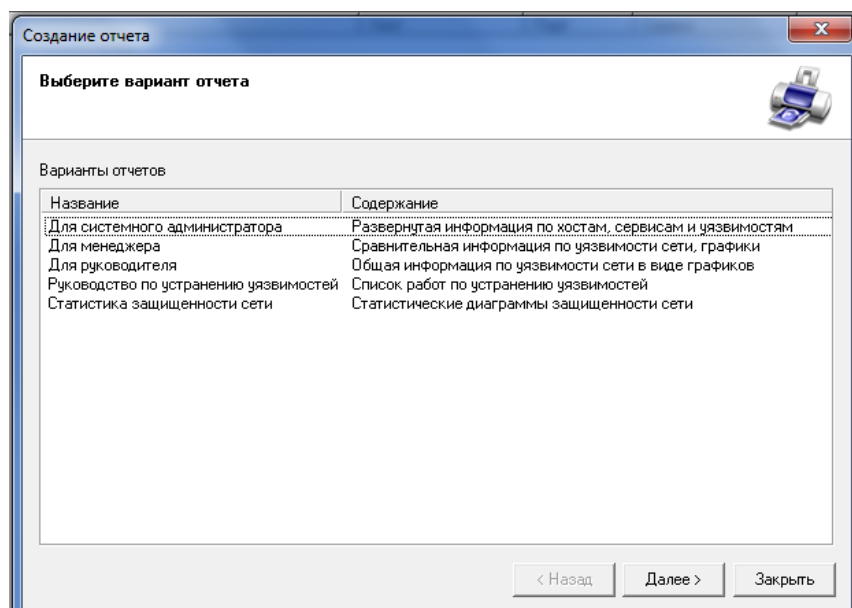 Создание отчета
Выберите вариант отчета
Варианты отчетов
Название Содержание
Для системного администратора Развернутая информация по хостам, сервисам и уязвимостям
Для менеджера Сравнительная информация по уязвимости сети, графики
Для руководителя Общая информация по уязвимости сети в виде графиков
Руководство по устранению уязвимостей Список работ по устранению уязвимостей
Статистика защищенности сети Статистические диаграммы защищенности сети
< Назад Далее > Закрыть